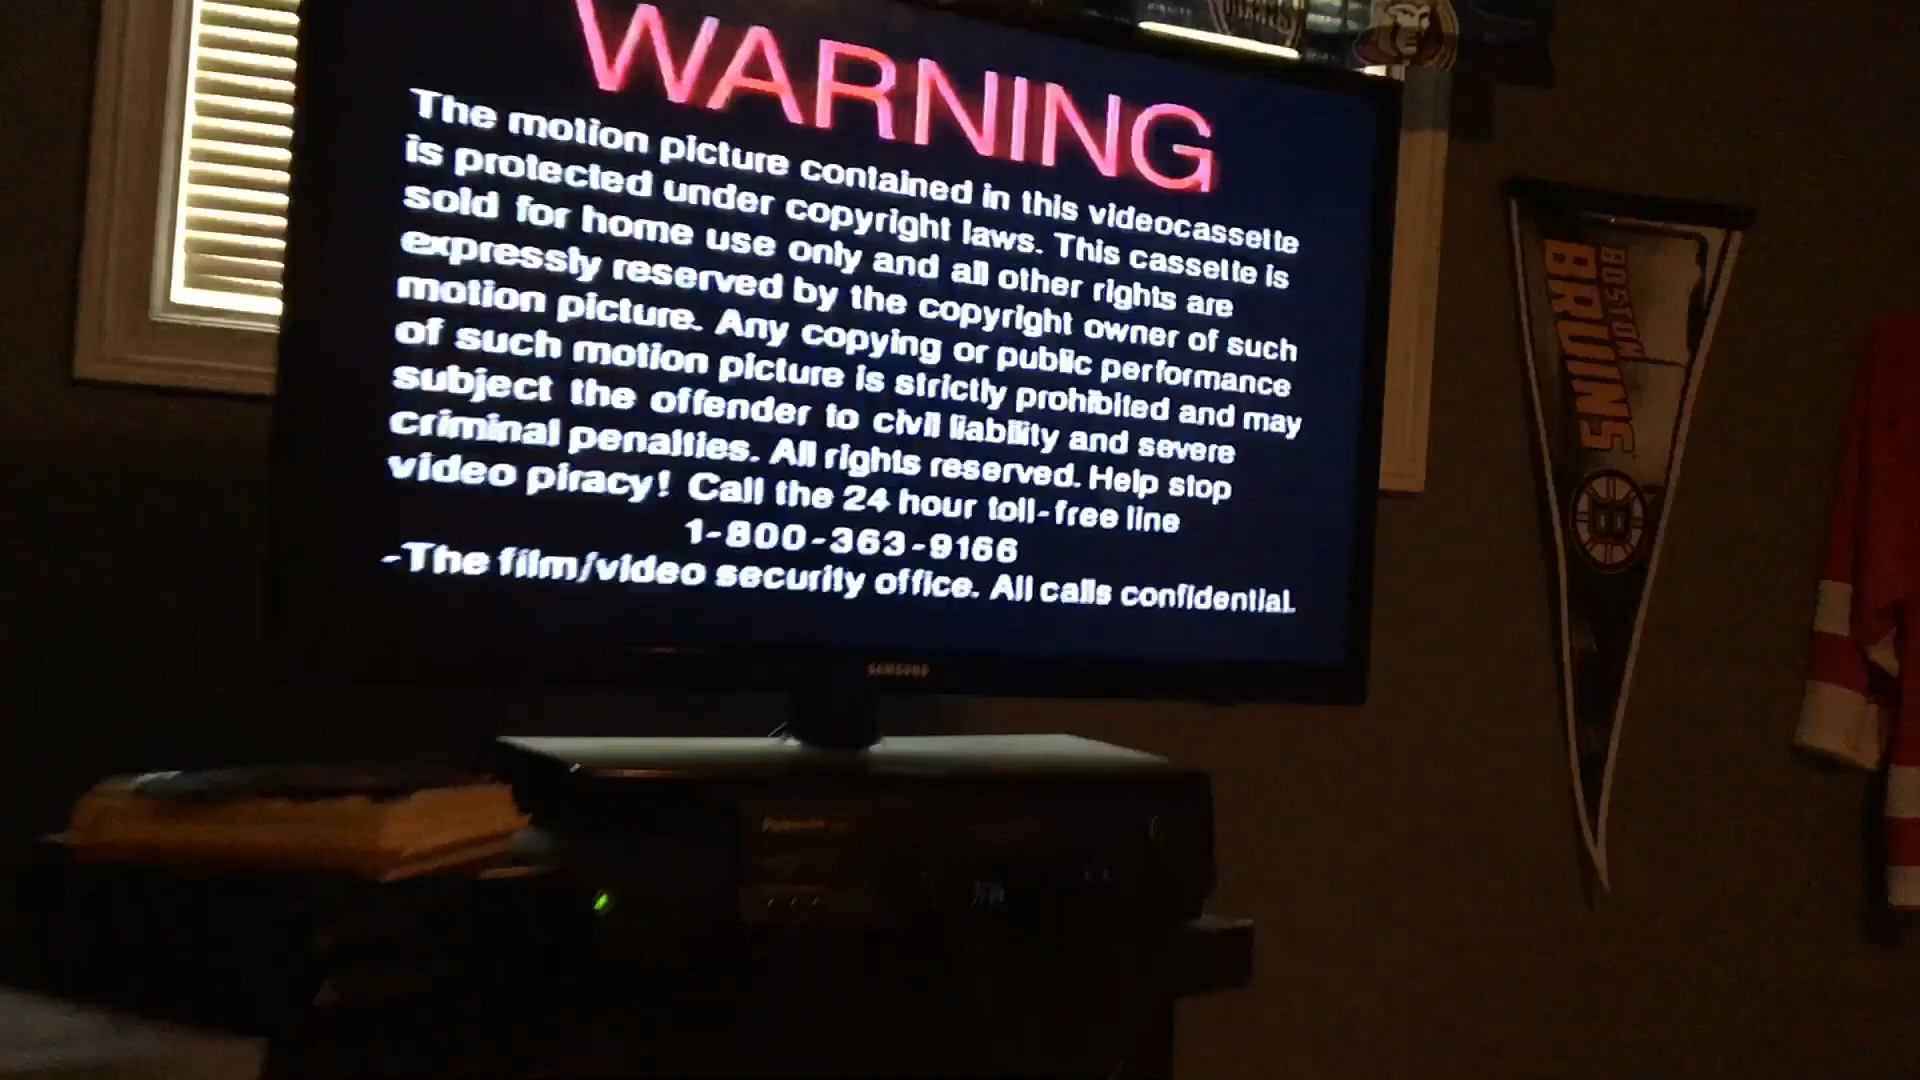 WARNING
The motion picture contained in this videocassette
is protected under copyright laws. This cassette is
sold for home use only and all other rights are
expressly reserved by the copyright owner of such
motion picture. Any copying or public performance
of such motion picture is strictly prohibited and may
subject the offender to civil liability and severe
criminal penalties. All rights reserved. Help stop
video piracy! Call the 24 hour toll-free line
1-800-363-9166
-The film/video security office. All calls confidential.
SAMSUNG
Panasonic
BOSTON
BRUINS
B